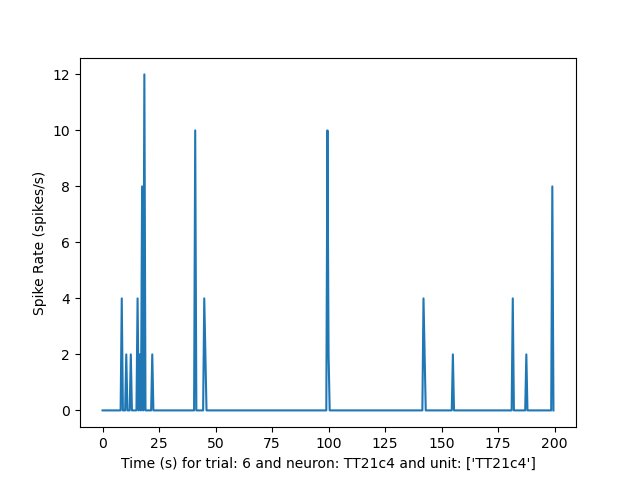 12
10
8
6
4
2
0
Spike Rate (spikes/s)
0 25 50 75 100 125 150 175 200
Time (s) for trial: 6 and neuron: TT21c4 and unit: ['TT21c4']